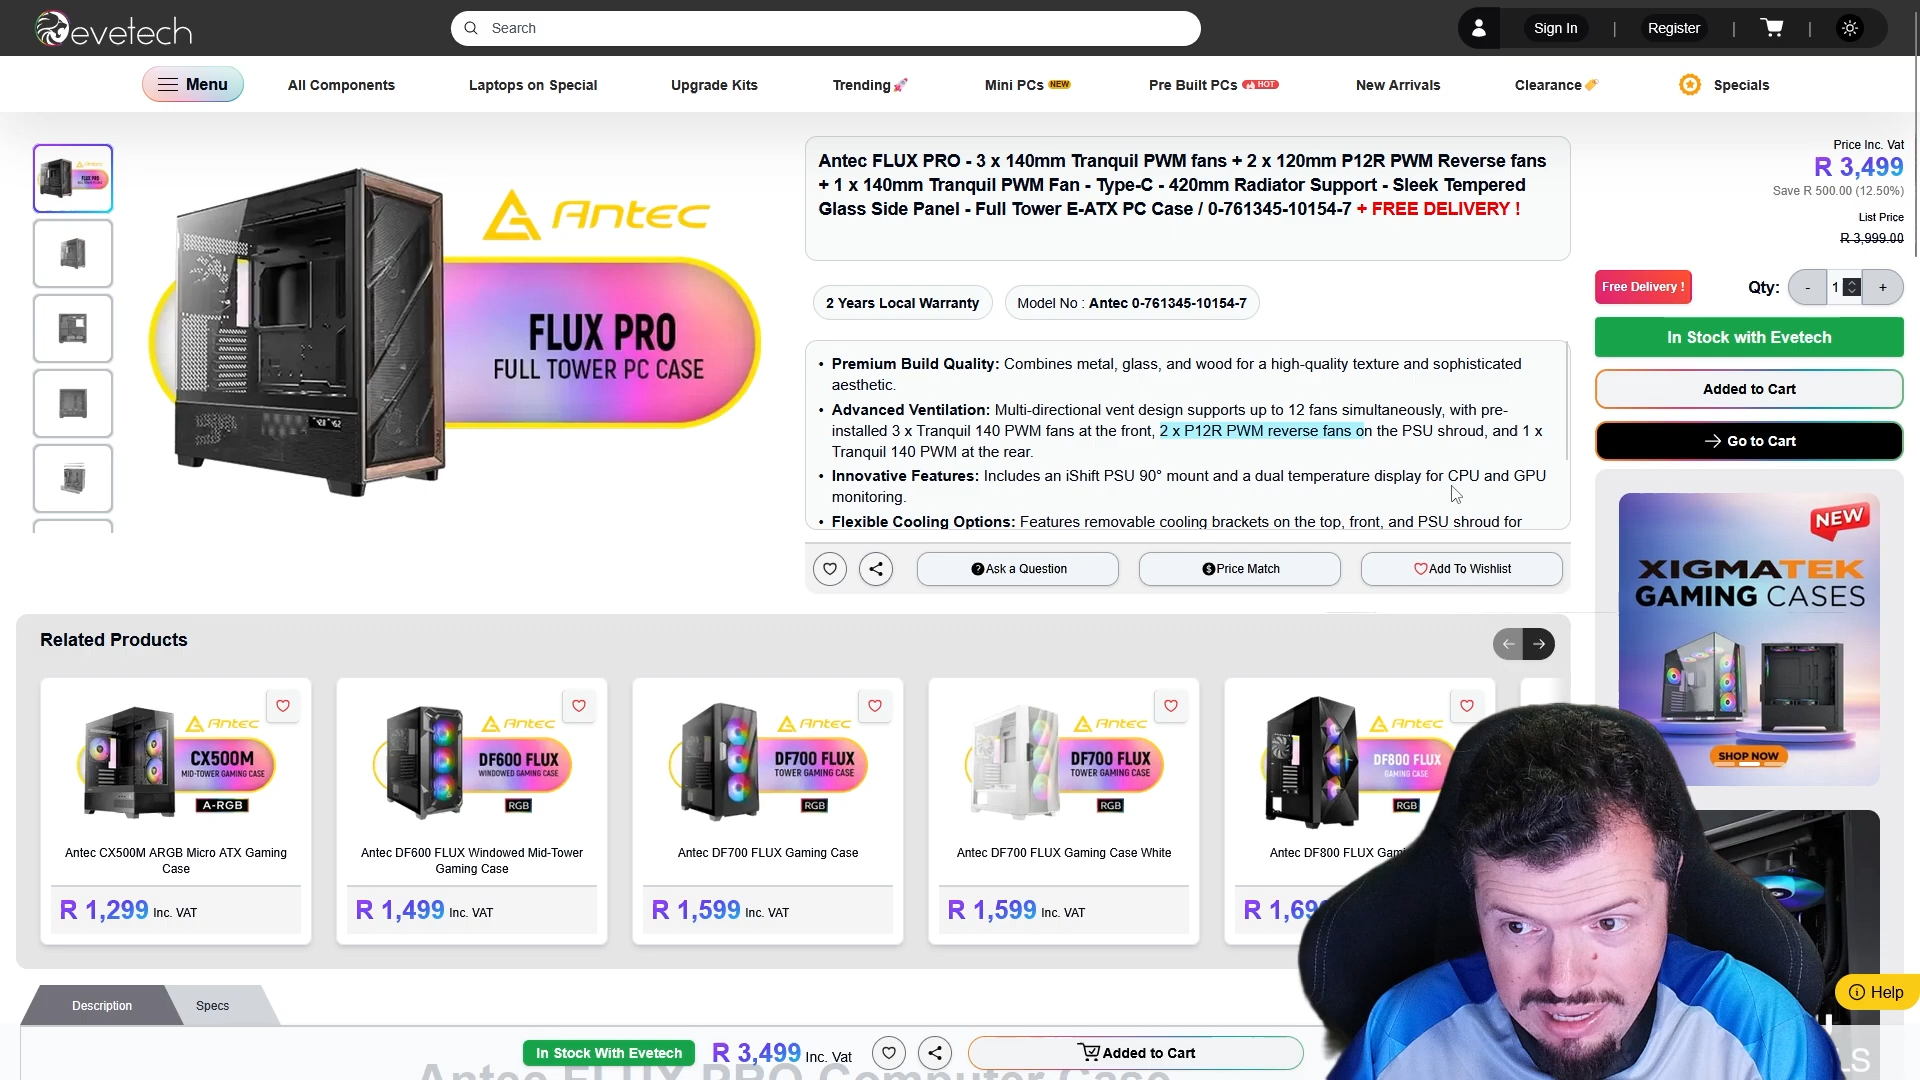 evetech
Search
Sign In
|
Register
|
|
Menu
All Components
Laptops on Special
Upgrade Kits
Trending
Mini PCs NEW
Pre Built PCs HOT
New Arrivals
Clearance
Specials
Antec
FLUX PRO
FULL TOWER PC CASE
Antec FLUX PRO - 3 x 140mm Tranquil PWM fans + 2 x 120mm P12R PWM Reverse fans
+ 1 x 140mm Tranquil PWM Fan - Type-C - 420mm Radiator Support - Sleek Tempered
Glass Side Panel - Full Tower E-ATX PC Case / 0-761345-10154-7 + FREE DELIVERY !
2 Years Local Warranty
Model No : Antec 0-761345-10154-7
• Premium Build Quality: Combines metal, glass, and wood for a high-quality texture and sophisticated
aesthetic.
• Advanced Ventilation: Multi-directional vent design supports up to 12 fans simultaneously, with pre-
installed 3 x Tranquil 140 PWM fans at the front, 2 x P12R PWM reverse fans on the PSU shroud, and 1 x
Tranquil 140 PWM at the rear.
• Innovative Features: Includes an iShift PSU 90° mount and a dual temperature display for CPU and GPU
monitoring.
• Flexible Cooling Options: Features removable cooling brackets on the top, front, and PSU shroud for
Ask a Question
Price Match
Add To Wishlist
Price Inc. Vat
R 3,499
Save R 500.00 (12.50%)
List Price
R 3,999.00
Free Delivery !
Qty:
-
1
+
In Stock with Evetech
Added to Cart
Go to Cart
NEW
XIGMATEK
GAMING CASES
SHOP NOW
Related Products
Antec
CX500M
MID-TOWER GAMING CASE
A-RGB
Antec CX500M ARGB Micro ATX Gaming
Case
R 1,299 Inc. VAT
Antec
DF600 FLUX
WINDOWED MID-TOWER
GAMING CASE
RGB
Antec DF600 FLUX Windowed Mid-Tower
Gaming Case
R 1,499 Inc. VAT
Antec
DF700 FLUX
TOWER GAMING CASE
RGB
Antec DF700 FLUX Gaming Case
R 1,599 Inc. VAT
Antec
DF700 FLUX
TOWER GAMING CASE
RGB
Antec DF700 FLUX Gaming Case White
R 1,599 Inc. VAT
Antec
DF800 FLUX
GAMING CASE
RGB
Antec DF800 FLUX Gam
R 1,69
Description
Specs
Help
In Stock With Evetech
R 3,499 Inc. Vat
Added to Cart
Antec FLUX PRO Computer Case
LS